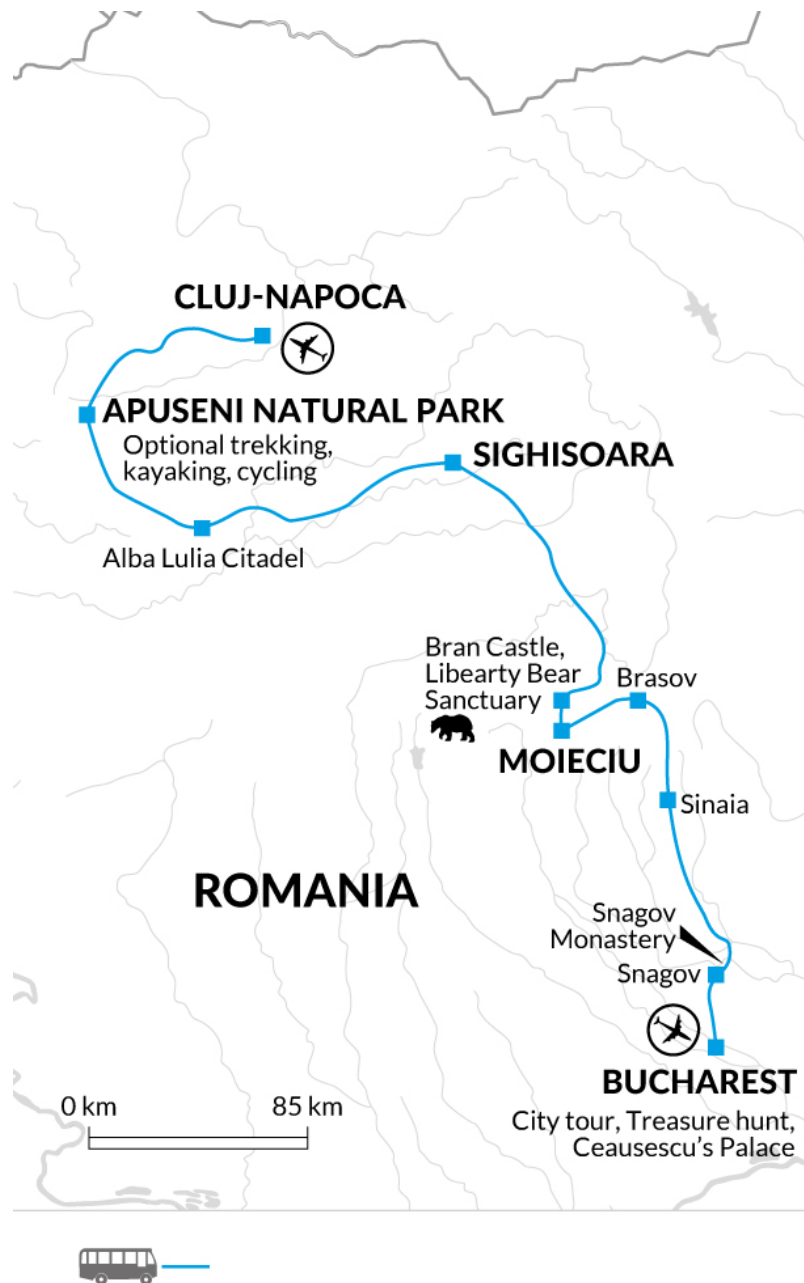 CLUJ-NAPOCA
APUSENI NATURAL PARK
Optional trekking,
kayaking, cycling
SIGHISOARA
Alba Lulia Citadel
Bran Castle,
Libearty Bear
Sanctuary
Brasov
MOIECIU
Sinaia
ROMANIA
Snagov
Monastery
Snagov
BUCHAREST
0 km 85 km
City tour, Treasure hunt,
Ceausescu's Palace